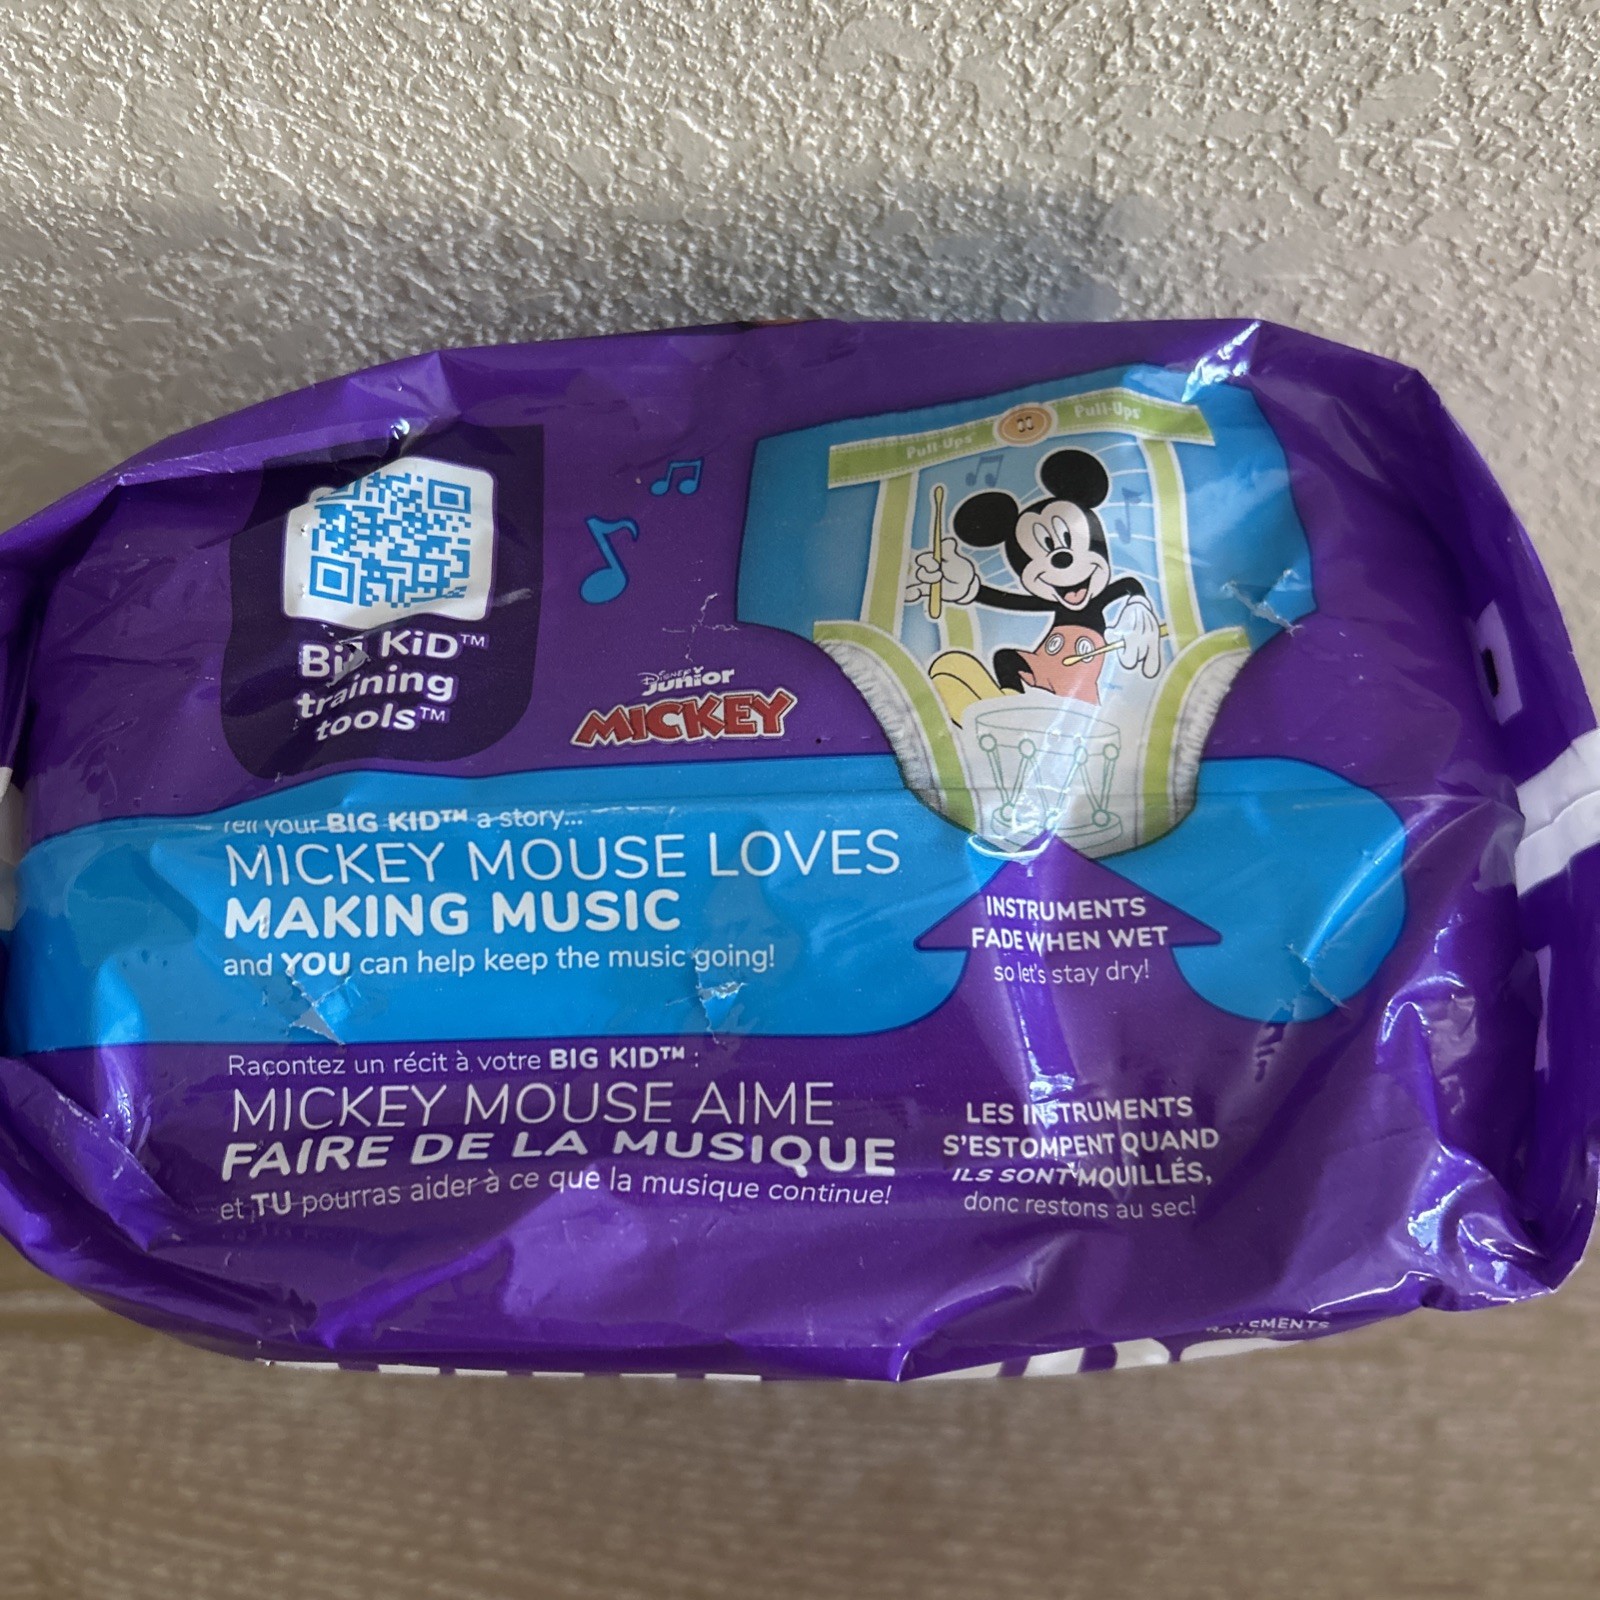 Pull-Ups
Pull-Ups
BiG KiD™
training
tools™
Disney
Junior
MICKEY
Tell your BIG KID™ a story...
MICKEY MOUSE LOVES
MAKING MUSIC
and YOU can help keep the music going!
INSTRUMENTS
FADE WHEN WET
so let's stay dry!
Racontez un récit à votre BIG KID™ :
MICKEY MOUSE AIME
FAIRE DE LA MUSIQUE
et TU pourras aider à ce que la musique continue!
LES INSTRUMENTS
S'ESTOMPENT QUAND
ILS SONT MOUILLÉS,
donc restons au sec!